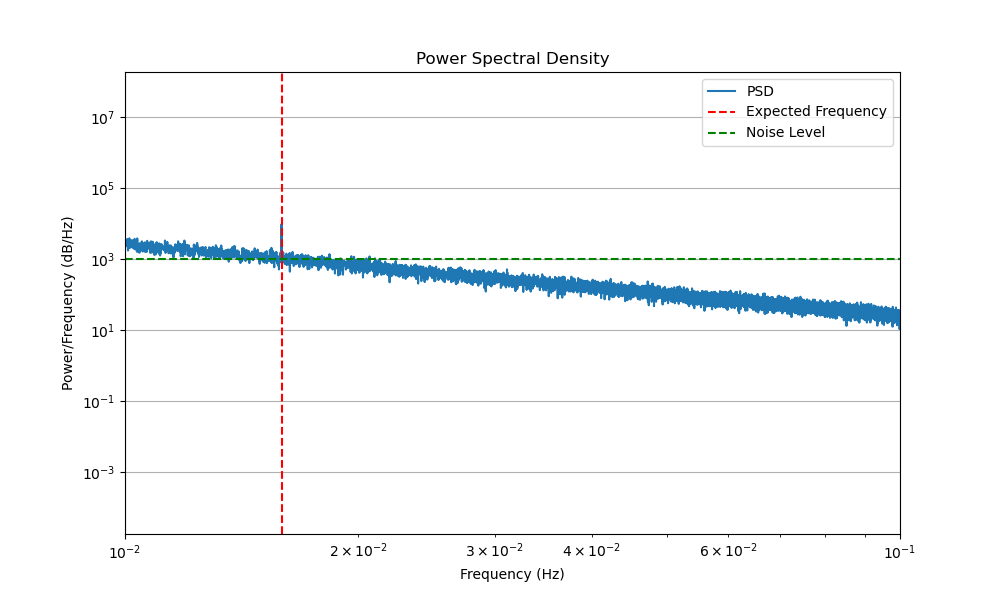 Power Spectral Density
PSD
Expected Frequency
Noise Level
10⁷
10⁵
10³
10¹
10⁻¹
10⁻³
Power/Frequency (dB/Hz)
10⁻² 2 × 10⁻² 3 × 10⁻² 4 × 10⁻² 6 × 10⁻² 10⁻¹
Frequency (Hz)